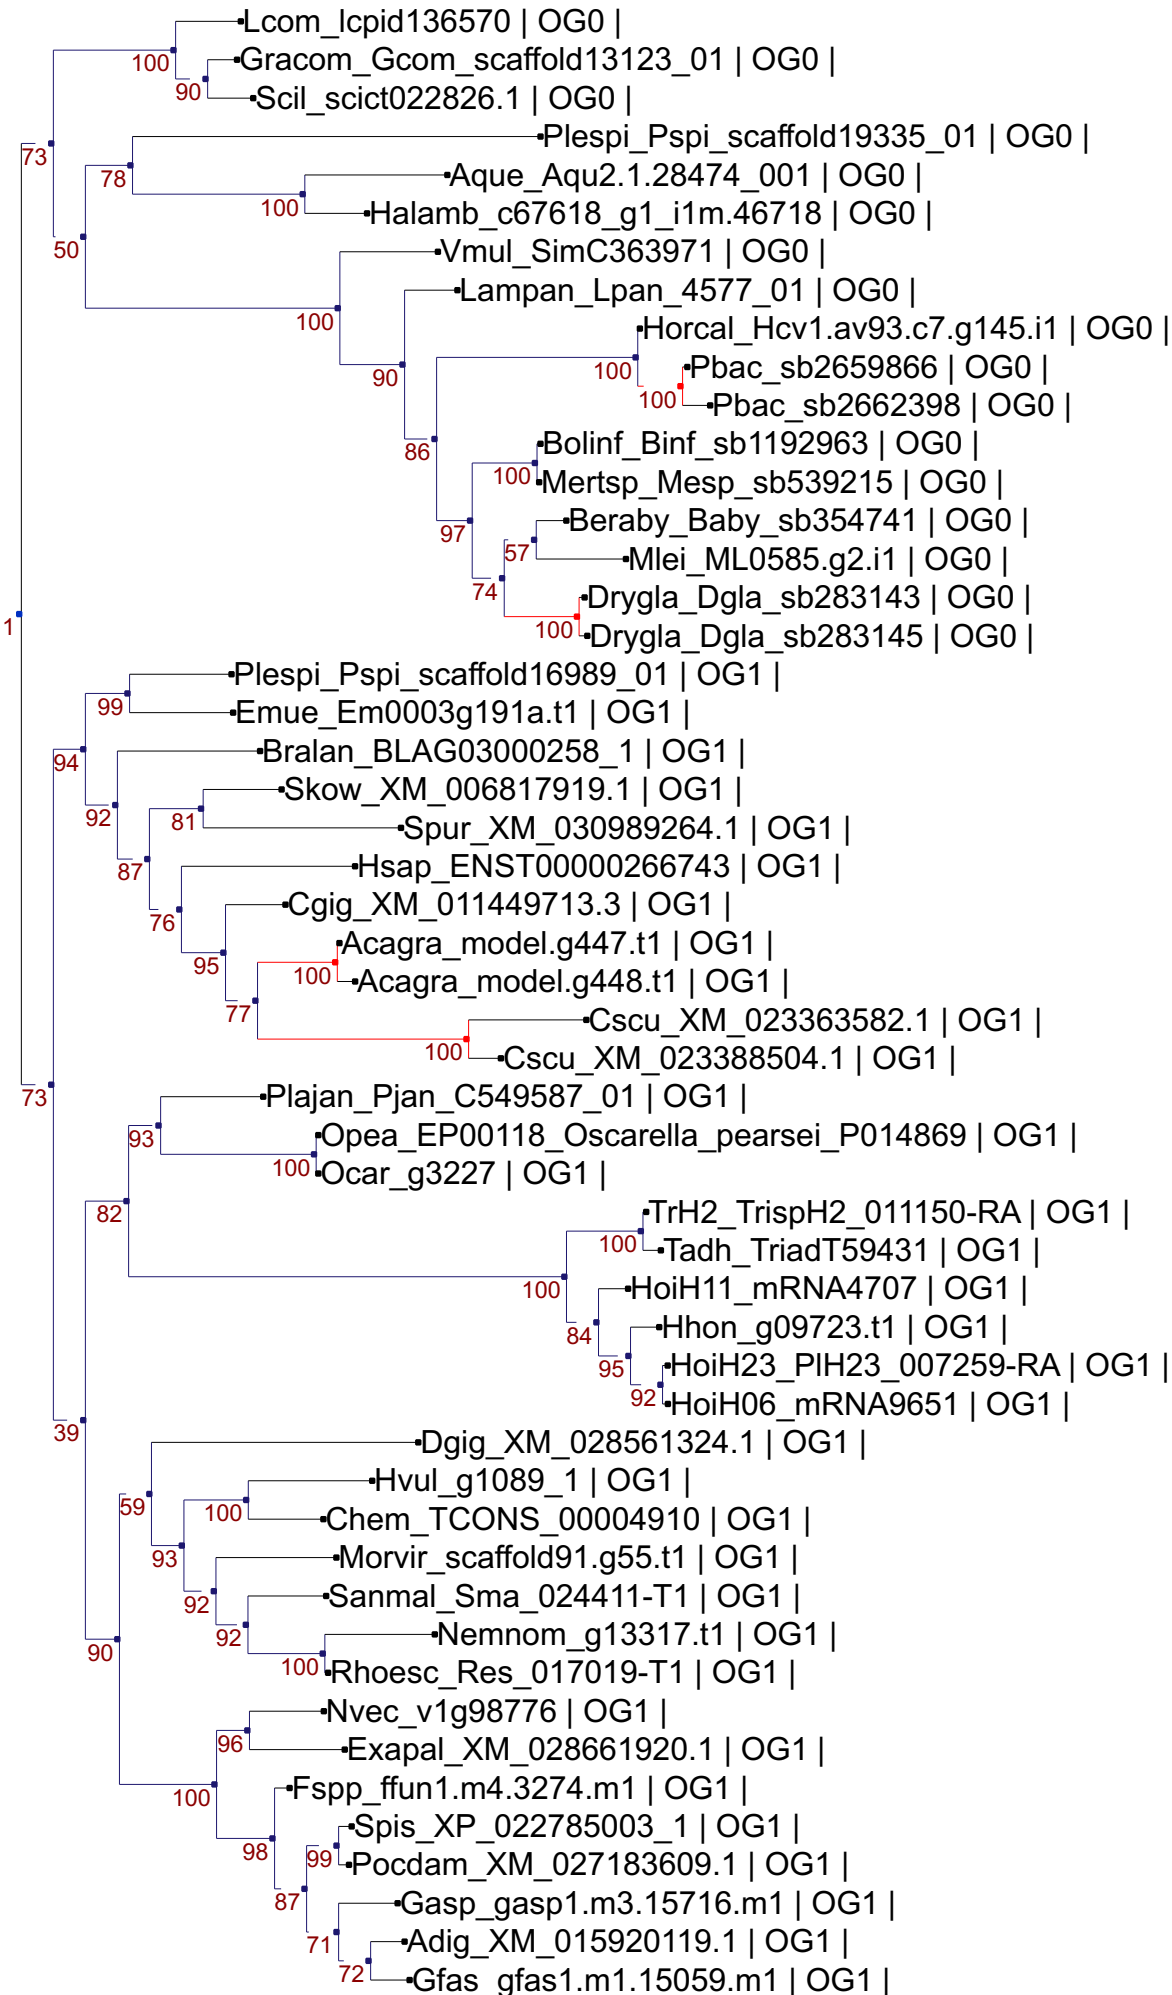 Lcom_lcpid136570 | OG0 |
100
Gracom_Gcom_scaffold13123_01 | OG0 |
90
Scil_scict022826.1 | OG0 |
Plespi_Pspi_scaffold19335_01 | OG0 |
73
78
Aque_Aqu2.1.28474_001 | OG0 |
100
Halamb_c67618_g1_i1m.46718 | OG0 |
50
Vmul_SimC363971 | OG0 |
Lampan_Lpan_4577_01 | OG0 |
100
Horcal_Hcv1.av93.c7.g145.i1 | OG0 |
100
Pbac_sb2659866 | OG0 |
90
100
Pbac_sb2662398 | OG0 |
Bolinf_Binf_sb1192963 | OG0 |
86
100
Mertsp_Mesp_sb539215 | OG0 |
Beraby_Baby_sb354741 | OG0 |
97
57
Mlei_ML0585.g2.i1 | OG0 |
74
Drygla_Dgla_sb283143 | OG0 |
1
100
Drygla_Dgla_sb283145 | OG0 |
Plespi_Pspi_scaffold16989_01 | OG1 |
99
Emue_Em0003g191a.t1 | OG1 |
94
Bralan_BLAG03000258_1 | OG1 |
Skow_XM_006817919.1 | OG1 |
92
81
Spur_XM_030989264.1 | OG1 |
87
Hsap_ENST00000266743 | OG1 |
76
Cgig_XM_011449713.3 | OG1 |
95
Acagra_model.g447.t1 | OG1 |
100
Acagra_model.g448.t1 | OG1 |
77
Cscu_XM_023363582.1 | OG1 |
100
Cscu_XM_023388504.1 | OG1 |
73
Plajan_Pjan_C549587_01 | OG1 |
93
Opea_EP00118_Oscarella_pearsei_P014869 | OG1 |
100
Ocar_g3227 | OG1 |
82
TrH2_TrispH2_011150-RA | OG1 |
100
Tadh_TriadT59431 | OG1 |
100
HoiH11_mRNA4707 | OG1 |
84
Hhon_g09723.t1 | OG1 |
95
HoiH23_PlH23_007259-RA | OG1 |
92
HoiH06_mRNA9651 | OG1 |
39
Dgig_XM_028561324.1 | OG1 |
Hvul_g1089_1 | OG1 |
59
100
Chem_TCONS_00004910 | OG1 |
93
Morvir_scaffold91.g55.t1 | OG1 |
92
Sanmal_Sma_024411-T1 | OG1 |
92
Nemnom_g13317.t1 | OG1 |
90
100
Rhoesc_Res_017019-T1 | OG1 |
Nvec_v1g98776 | OG1 |
96
Exapal_XM_028661920.1 | OG1 |
100
Fspp_ffun1.m4.3274.m1 | OG1 |
Spis_XP_022785003_1 | OG1 |
98
99
Pocdam_XM_027183609.1 | OG1 |
87
Gasp_gasp1.m3.15716.m1 | OG1 |
71
Adig_XM_015920119.1 | OG1 |
72
Gfas_gfas1.m1.15059.m1 | OG1 |